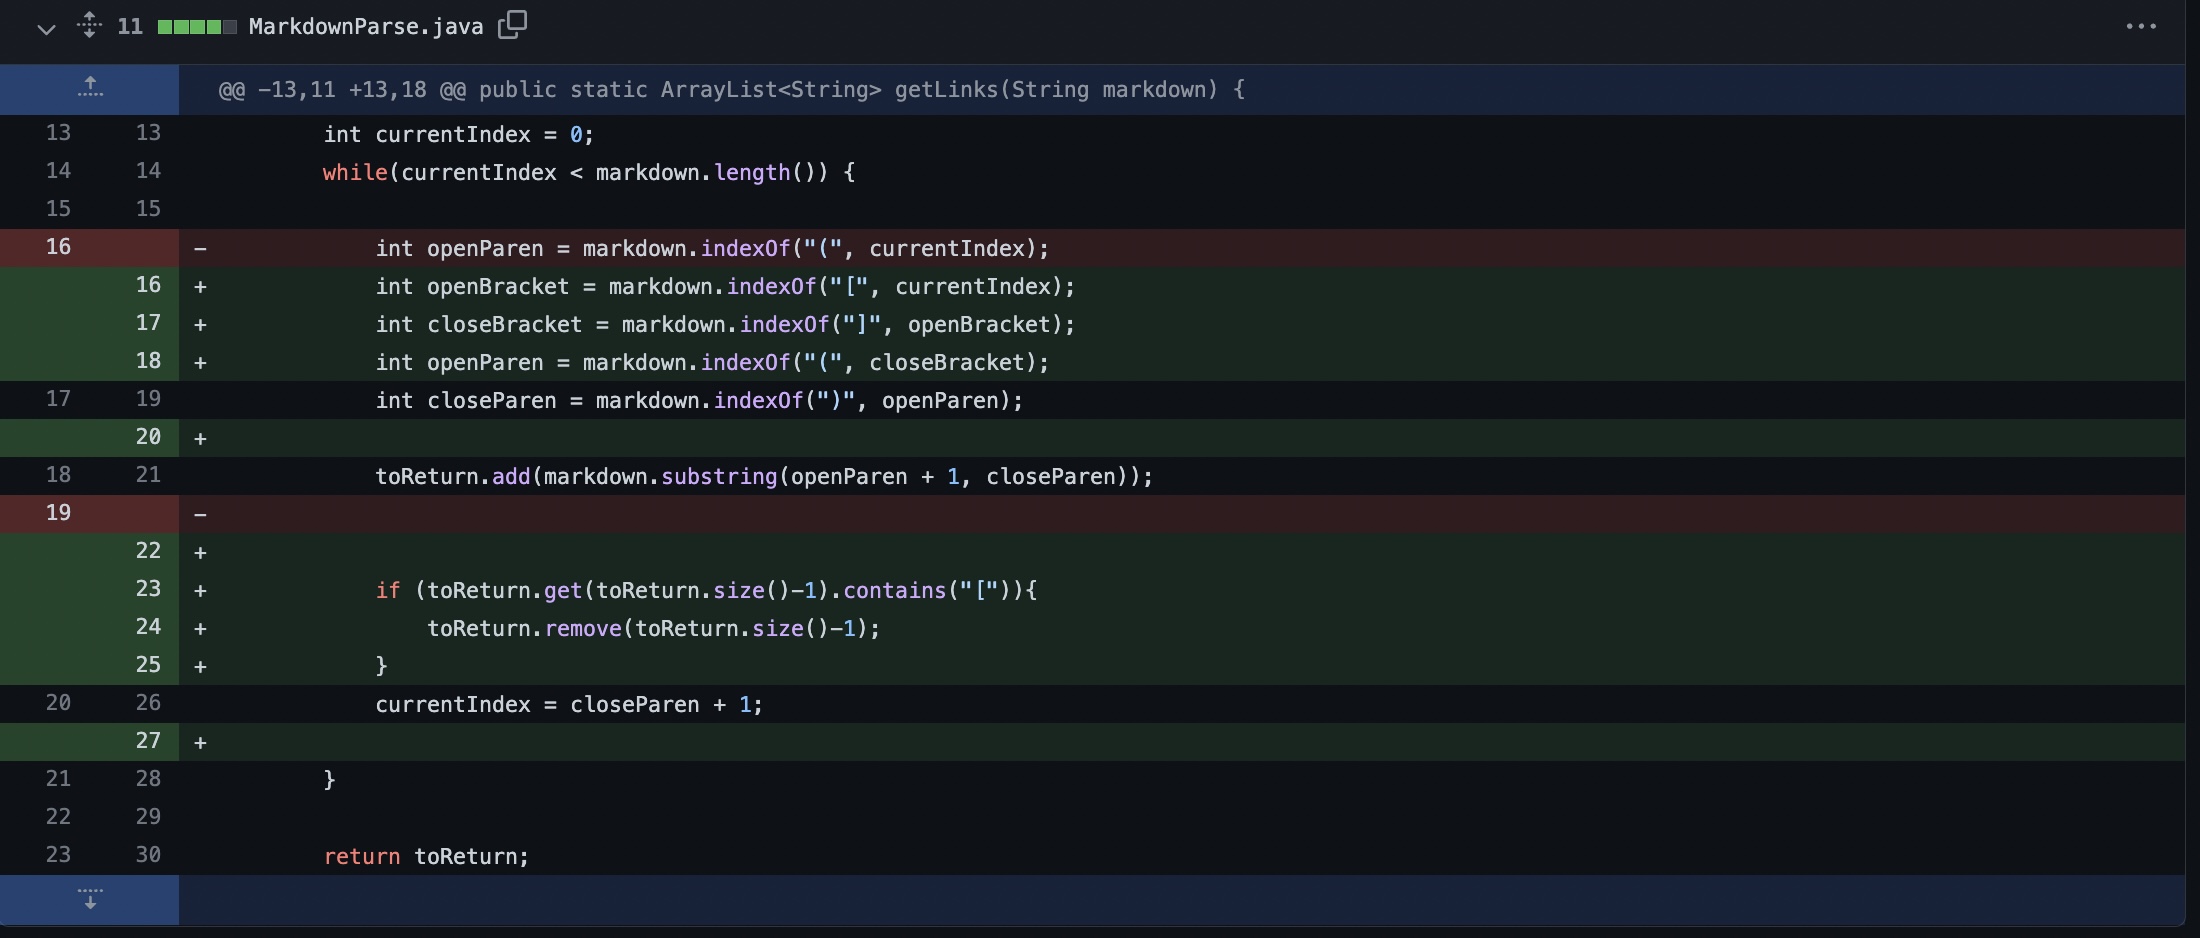 11 MarkdownParse.java
@@ -13,11 +13,18 @@ public static ArrayList<String> getLinks(String markdown) {
13 13 int currentIndex = 0;
14 14 while(currentIndex < markdown.length()) {
15 15
16 - int openParen = markdown.indexOf("(", currentIndex);
16 + int openBracket = markdown.indexOf("[", currentIndex);
17 + int closeBracket = markdown.indexOf("]", openBracket);
18 + int openParen = markdown.indexOf("(", closeBracket);
17 19 int closeParen = markdown.indexOf(")", openParen);
20 +
18 21 toReturn.add(markdown.substring(openParen + 1, closeParen));
19 -
22 +
23 + if (toReturn.get(toReturn.size()-1).contains("[")){
24 + toReturn.remove(toReturn.size()-1);
25 + }
20 26 currentIndex = closeParen + 1;
27 +
21 28 }
22 29
23 30 return toReturn;